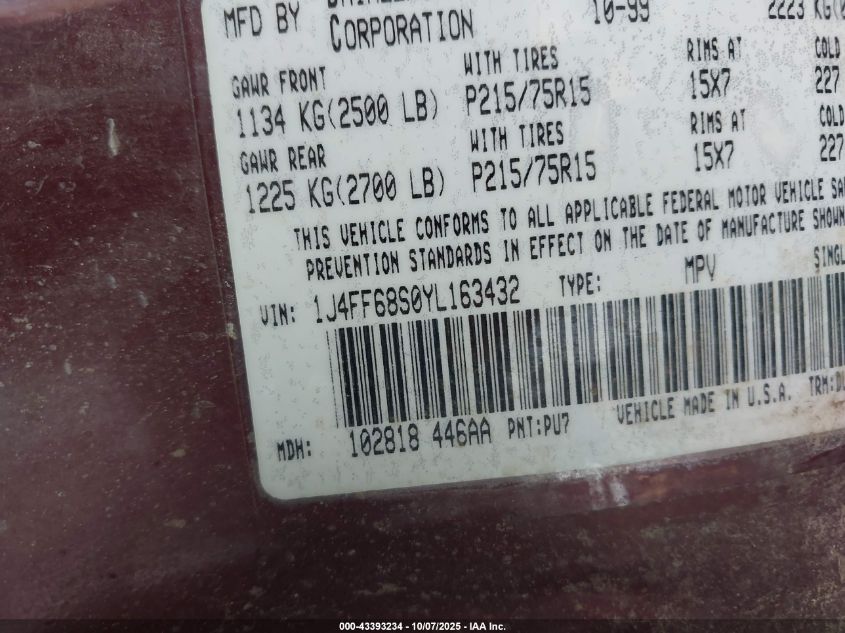 MFD BY
CORPORATION 10-99 2223 KG(
GAWR FRONT WITH TIRES RIMS AT COLD
1134 KG(2500 LB) P215/75R15 15X7 227
GAWR REAR WITH TIRES RIMS AT COLD
1225 KG(2700 LB) P215/75R15 15X7 227
THIS VEHICLE CONFORMS TO ALL APPLICABLE FEDERAL MOTOR VEHICLE SA
PREVENTION STANDARDS IN EFFECT ON THE DATE OF MANUFACTURE SHOWN
VIN: 1J4FF68S0YL163432 TYPE: MPV SINGL
MDH: 102818 446AA PNT:PU7 VEHICLE MADE IN U.S.A. TRM:DL
000-43393234 - 10/07/2025 - IAA Inc.